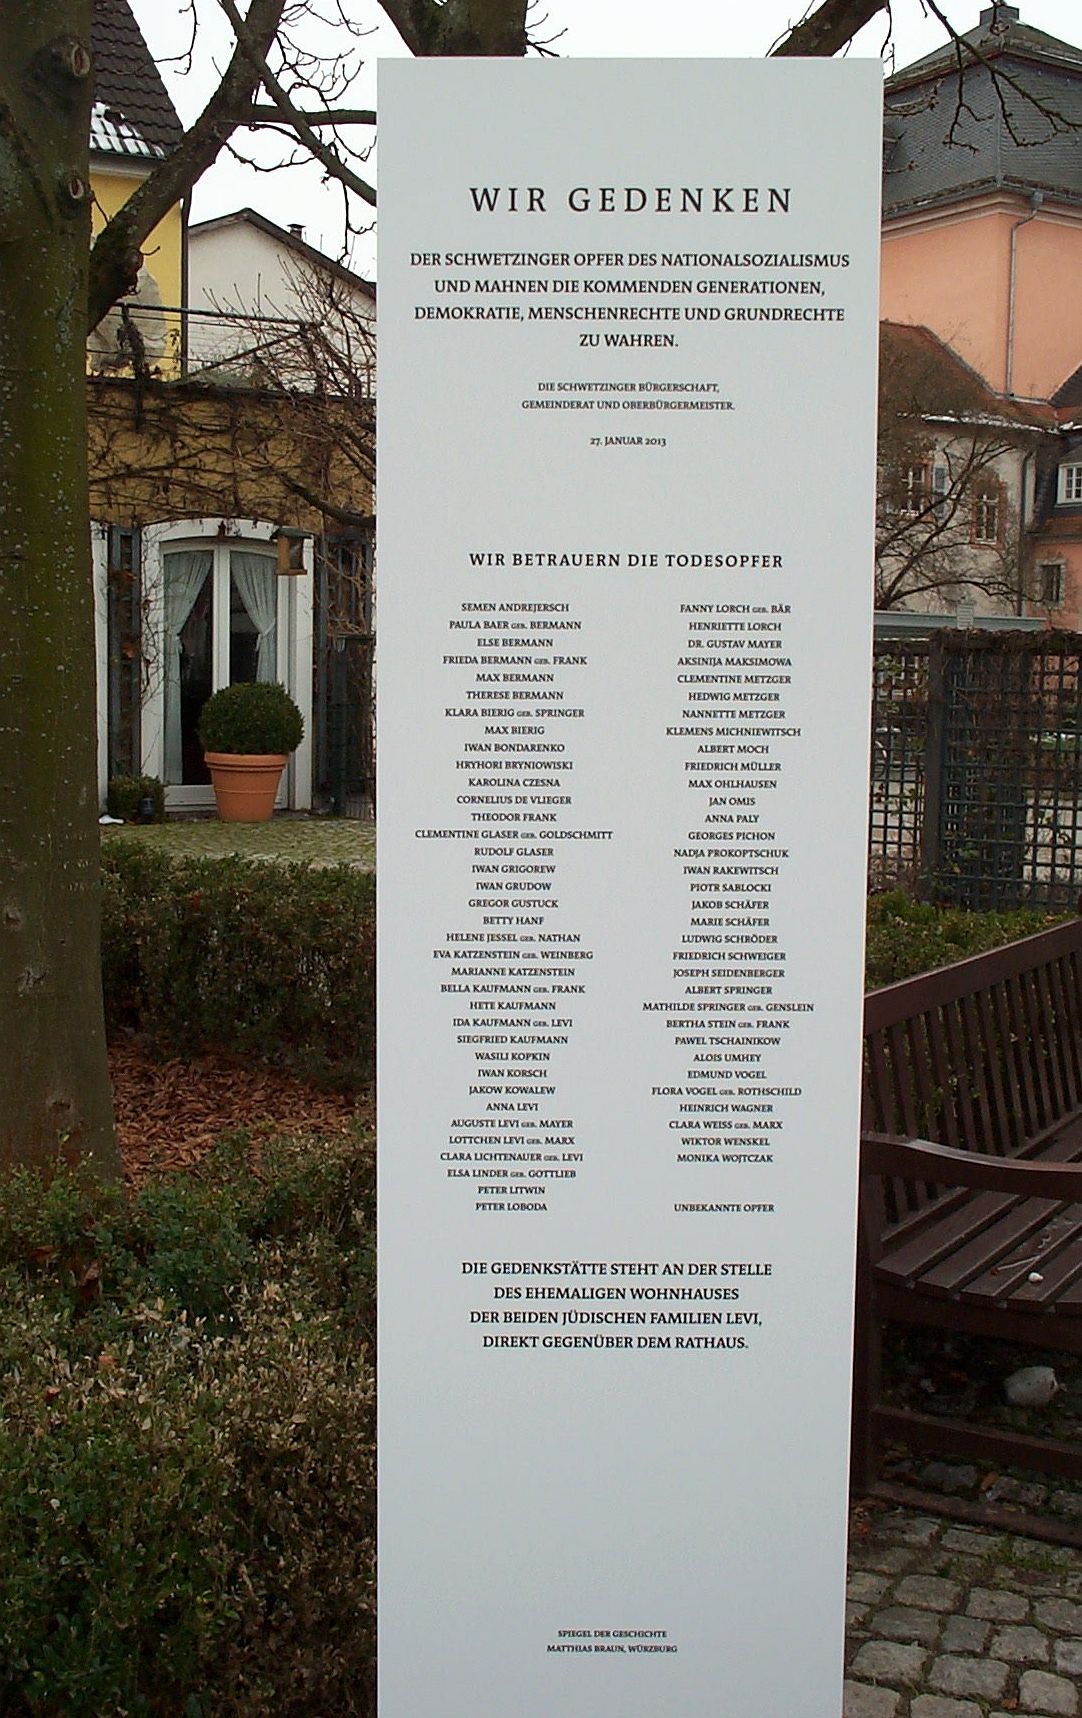 WIR GEDENKEN
DER SCHWETZINGER OPFER DES NATIONALSOZIALISMUS
UND MAHNEN DIE KOMMENDEN GENERATIONEN,
DEMOKRATIE, MENSCHENRECHTE UND GRUNDRECHTE
ZU WAHREN.
DIE SCHWETZINGER BÜRGERSCHAFT,
GEMEINDERAT UND OBERBÜRGERMEISTER.
27. JANUAR 2013
WIR BETRAUERN DIE TODESOPFER
SEMEN ANDREJERSCH
PAULA BAER GEB. BERMANN
ELSE BERMANN
FRIEDA BERMANN GEB. FRANK
MAX BERMANN
THERESE BERMANN
KLARA BIERIG GEB. SPRINGER
MAX BIERIG
IWAN BONDARENKO
HRYHORI BRYNIOWISKI
KAROLINA CZESNA
CORNELIUS DE VLIEGER
THEODOR FRANK
CLEMENTINE GLASER GEB. GOLDSCHMITT
RUDOLF GLASER
IWAN GRIGOREW
IWAN GRUDOW
GREGOR GUSTUCK
BETTY HANF
HELENE JESSEL GEB. NATHAN
EVA KATZENSTEIN GEB. WEINBERG
MARIANNE KATZENSTEIN
BELLA KAUFMANN GEB. FRANK
HETE KAUFMANN
IDA KAUFMANN GEB. LEVI
SIEGFRIED KAUFMANN
WASILI KOPKIN
IWAN KORSCH
JAKOW KOWALEW
ANNA LEVI
AUGUSTE LEVI GEB. MAYER
LOTTCHEN LEVI GEB. MARX
CLARA LICHTENAUER GEB. LEVI
ELSA LINDER GEB. GOTTLIEB
PETER LITWIN
PETER LOBODA
FANNY LORCH GEB. BÄR
HENRIETTE LORCH
DR. GUSTAV MAYER
AKSINIJA MAKSIMOWA
CLEMENTINE METZGER
HEDWIG METZGER
NANNETTE METZGER
KLEMENS MICHNIEWITSCH
ALBERT MOCH
FRIEDRICH MÜLLER
MAX OHLHAUSEN
JAN OMIS
ANNA PALY
GEORGES PICHON
NADJA PROKOPTSCHUK
IWAN RAKEWITSCH
PIOTR SABLOCKI
JAKOB SCHÄFER
MARIE SCHÄFER
LUDWIG SCHRÖDER
FRIEDRICH SCHWEIGER
JOSEPH SEIDENBERGER
ALBERT SPRINGER
MATHILDE SPRINGER GEB. GENSLEIN
BERTHA STEIN GEB. FRANK
PAWEL TSCHAINIKOW
ALOIS UMHEY
EDMUND VOGEL
FLORA VOGEL GEB. ROTHSCHILD
HEINRICH WAGNER
CLARA WEISS GEB. MARX
WIKTOR WENSKEL
MONIKA WOJTCZAK
UNBEKANNTE OPFER
DIE GEDENKSTÄTTE STEHT AN DER STELLE
DES EHEMALIGEN WOHNHAUSES
DER BEIDEN JÜDISCHEN FAMILIEN LEVI,
DIREKT GEGENÜBER DEM RATHAUS.
SPIEGEL DER GESCHICHTE
MATTHIAS BRAUN, WÜRZBURG